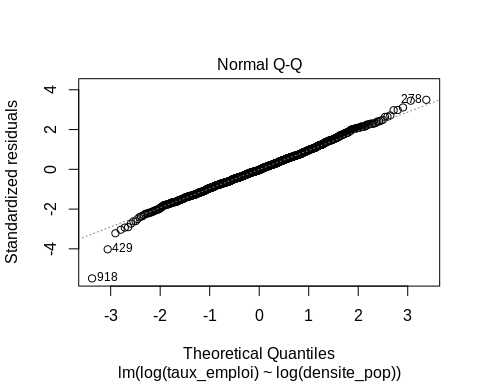 Normal Q-Q
Standardized residuals
4
2
0
-2
-4
278
429
918
-3 -2 -1 0 1 2 3
Theoretical Quantiles
lm(log(taux_emploi) ~ log(densite_pop))